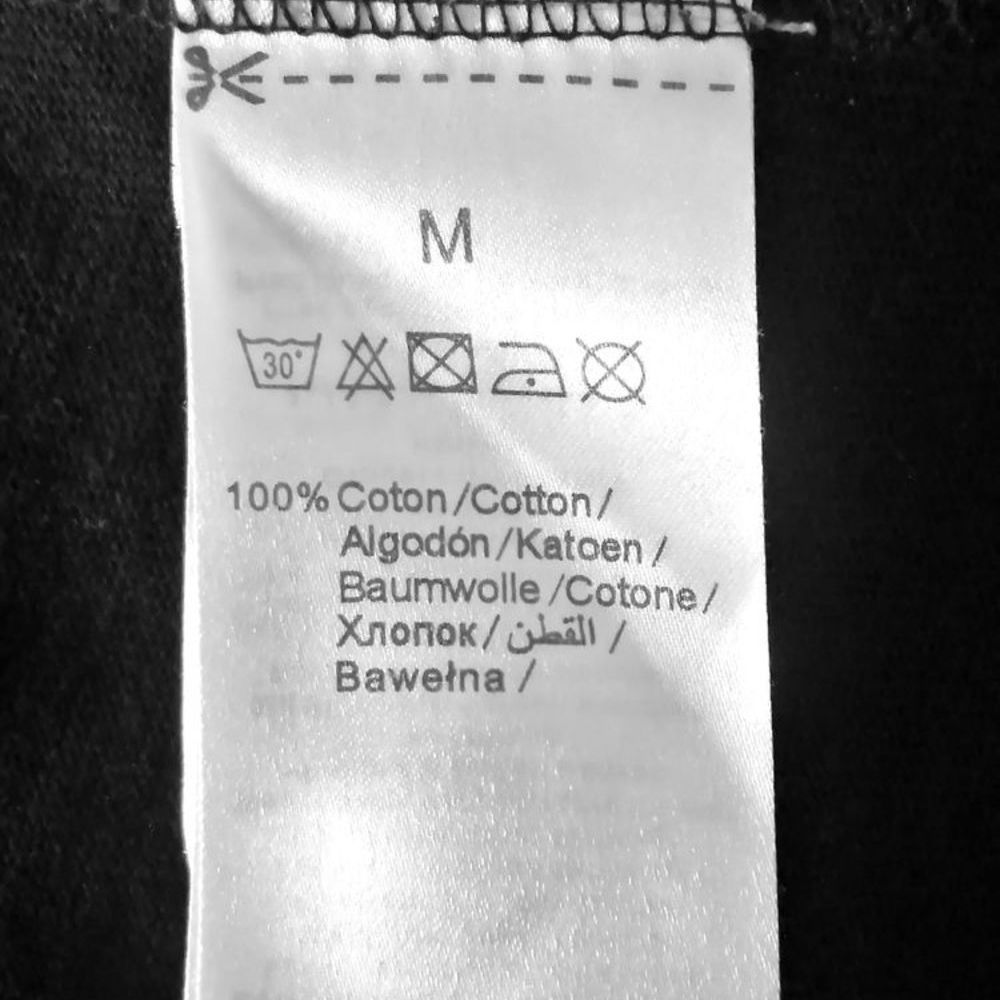 M
30°
100% Coton/Cotton/
Algodón/Katoen/
Baumwolle/Cotone/
Хлопок/القطن/
Bawełna/